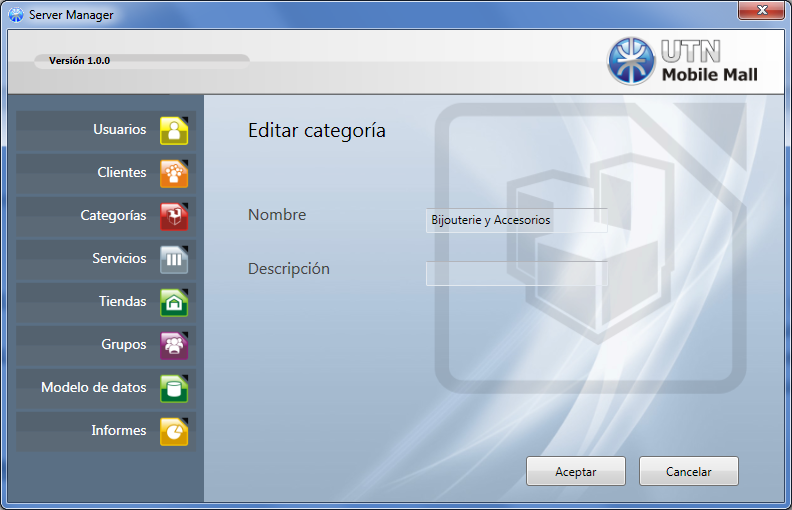 Server Manager
Versión 1.0.0
UTN
Mobile Mall
Usuarios
Clientes
Categorías
Servicios
Tiendas
Grupos
Modelo de datos
Informes
Editar categoría
Nombre
Bijouterie y Accesorios
Descripción
Aceptar
Cancelar